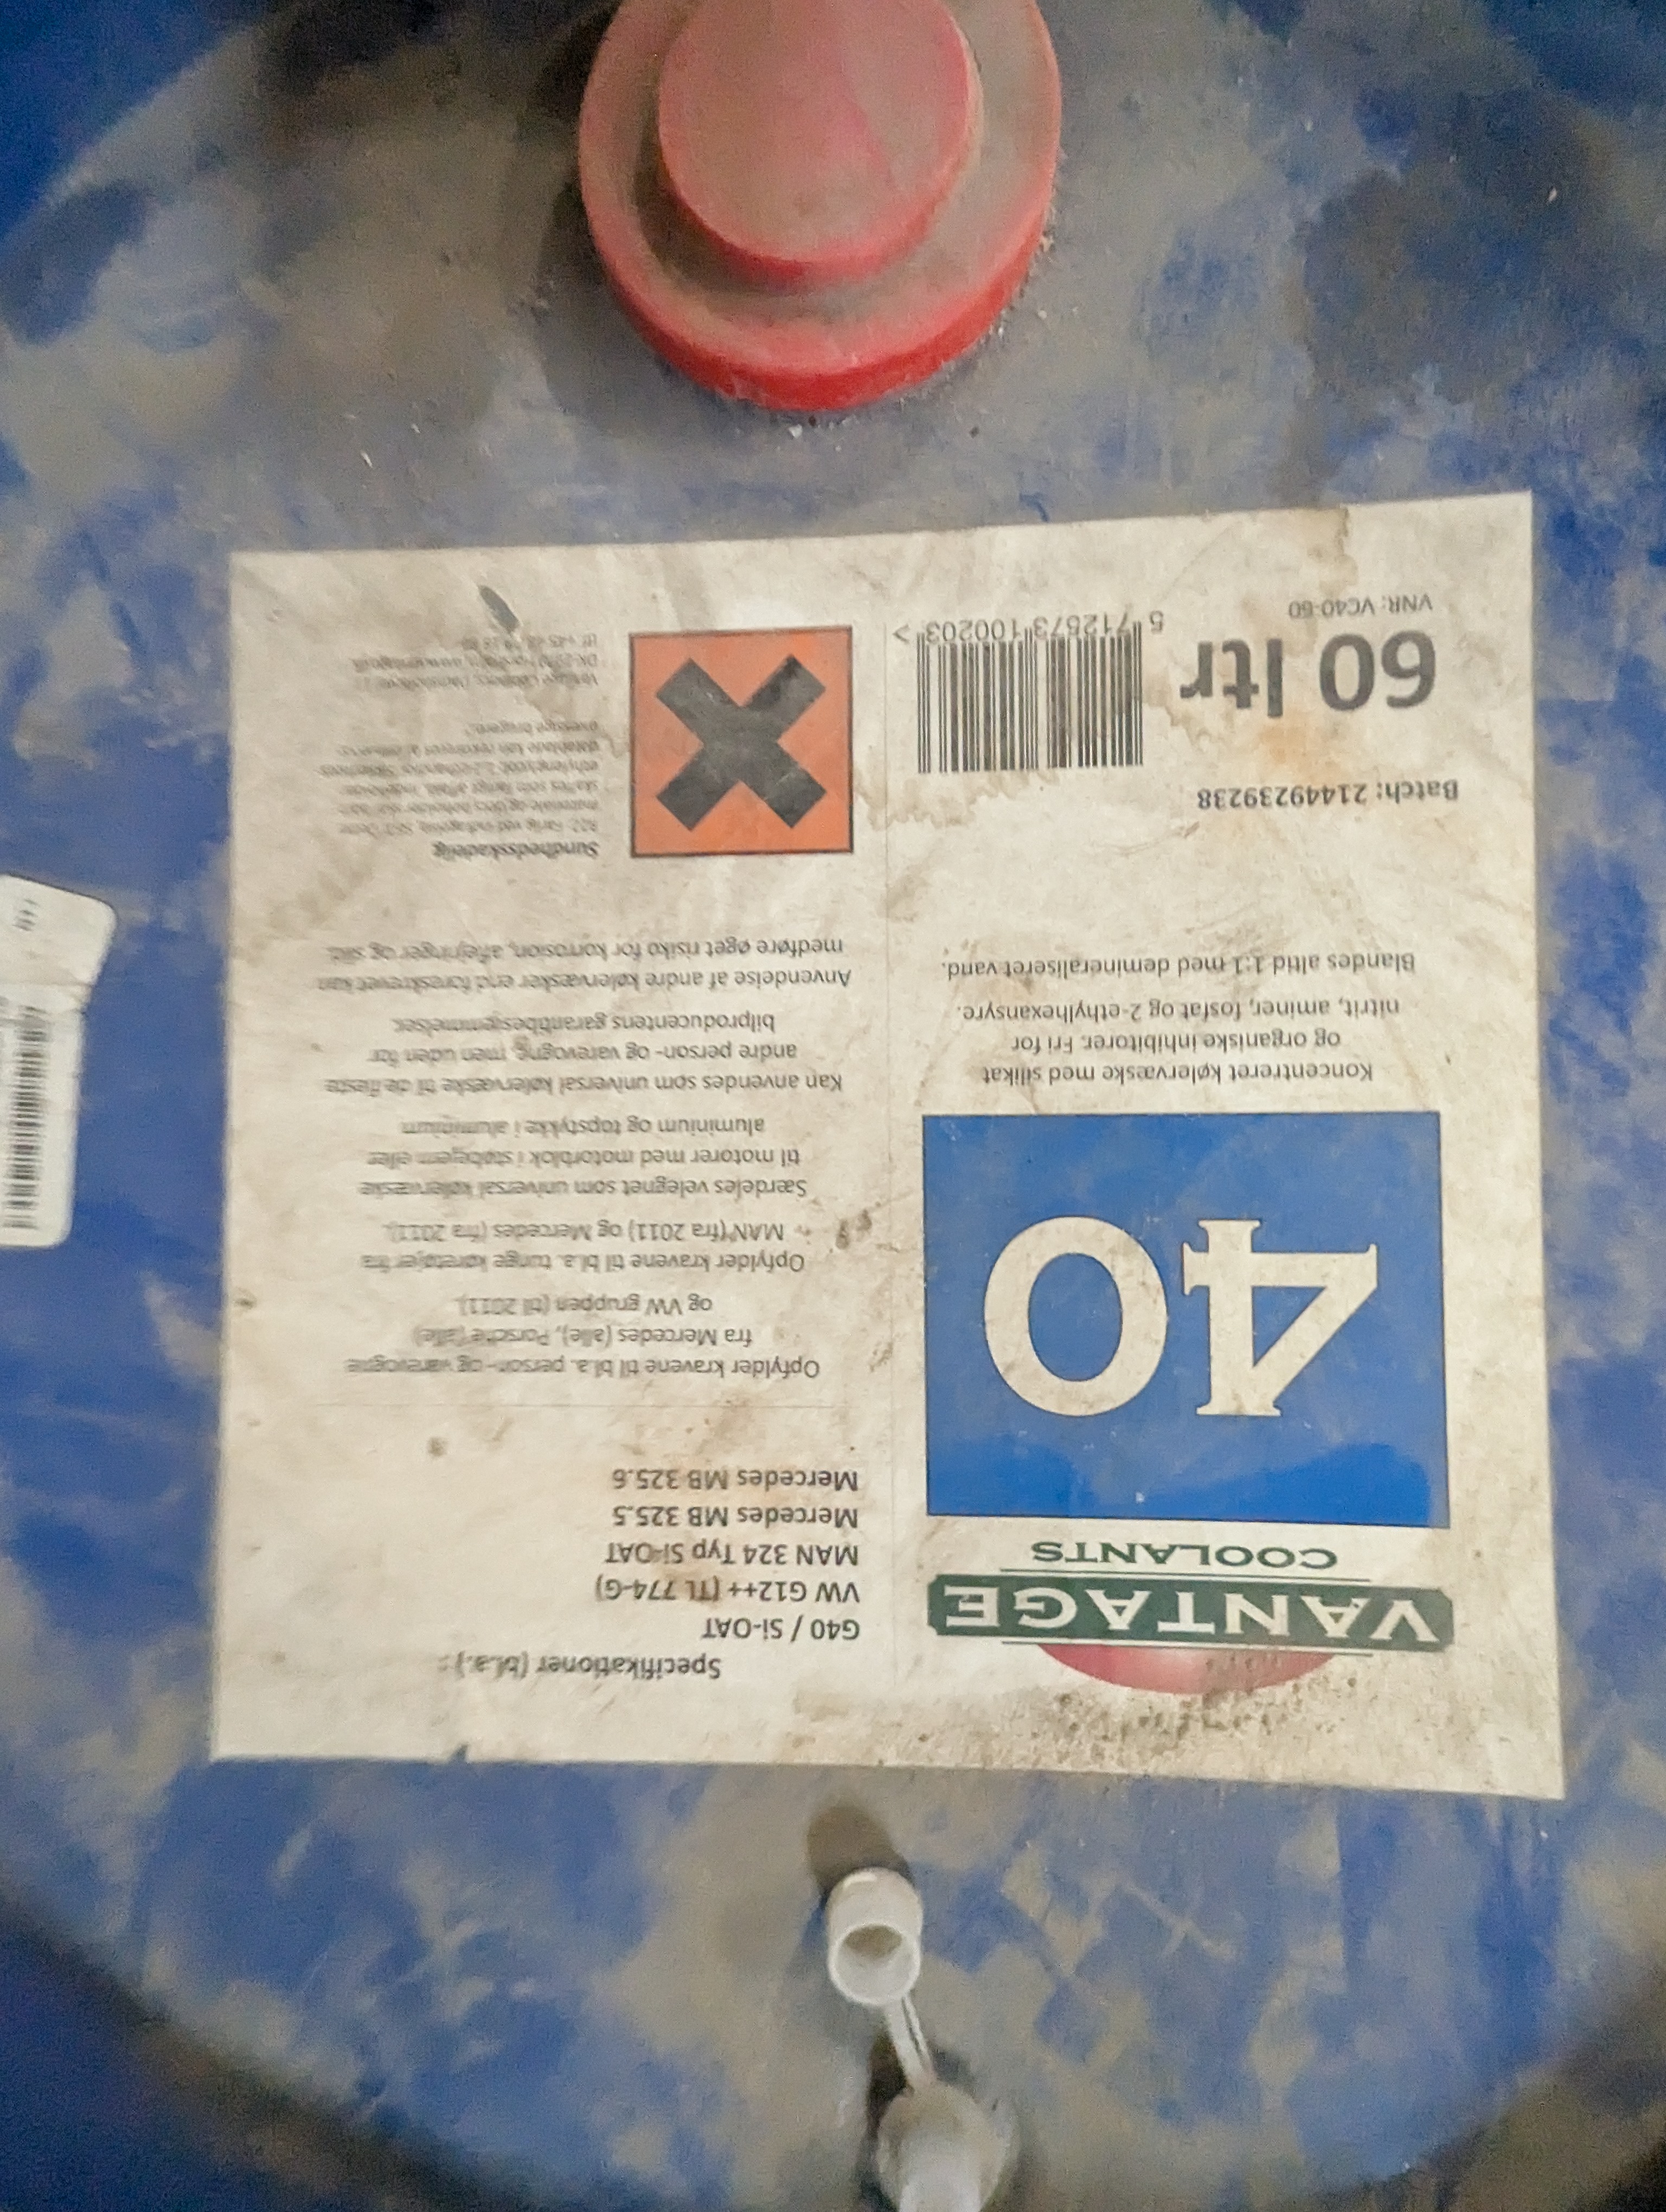 VANTAGE
COOLANTS
40
Koncentreret kølervæske med silikat
og organiske inhibitorer. Fri for
nitrit, aminer, fosfat og 2-ethylhexansyre.
Blandes altid 1:1 med demineraliseret vand.
Batch: 21449239238
60 ltr
VNR: VC40-60
5 712573 100203 >
Specifikationer (bl.a.):
G40 / Si-OAT
VW G12++ (TL 774-G)
MAN 324 Typ Si-OAT
Mercedes MB 325.5
Mercedes MB 325.6
Opfylder kravene til bl.a. person- og varevogne
fra Mercedes (alle), Porsche (alle)
og VW gruppen (til 2011).
Opfylder kravene til bl.a. tunge køretøjer fra
MAN (fra 2011) og Mercedes (fra 2011).
Særdeles velegnet som universal kølervæske
til motorer med motorblok i støbejern eller
aluminium og topstykke i aluminium
Kan anvendes som universal kølervæske til de fleste
andre person- og varevogne, men uden for
bilproducentens garantibestemmelser.
Anvendelse af andre kølervæsker end foreskrevet kan
medføre øget risiko for korrosion, aflejringer og slid.
Sundhedsskadelig
R22: Farlig ved indtagelse.